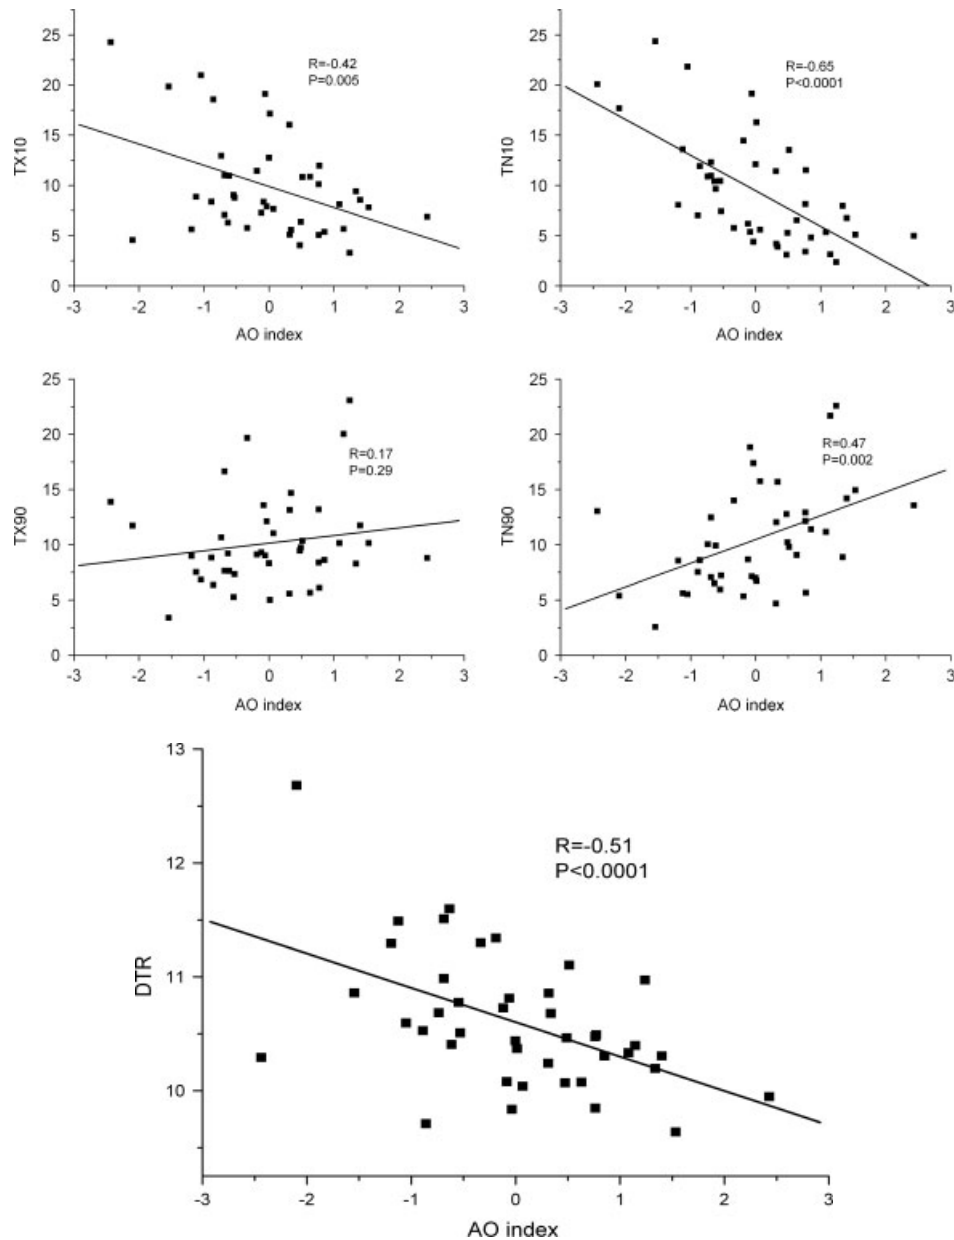 25
20
15
10
5
0
TX10
R=-0.42
P=0.005
-3 -2 -1 0 1 2 3
AO index
25
20
15
10
5
0
TN10
R=-0.65
P<0.0001
-3 -2 -1 0 1 2 3
AO index
25
20
15
10
5
0
TX90
R=0.17
P=0.29
-3 -2 -1 0 1 2 3
AO index
25
20
15
10
5
0
TN90
R=0.47
P=0.002
-3 -2 -1 0 1 2 3
AO index
13
12
11
10
DTR
R=-0.51
P<0.0001
-3 -2 -1 0 1 2 3
AO index